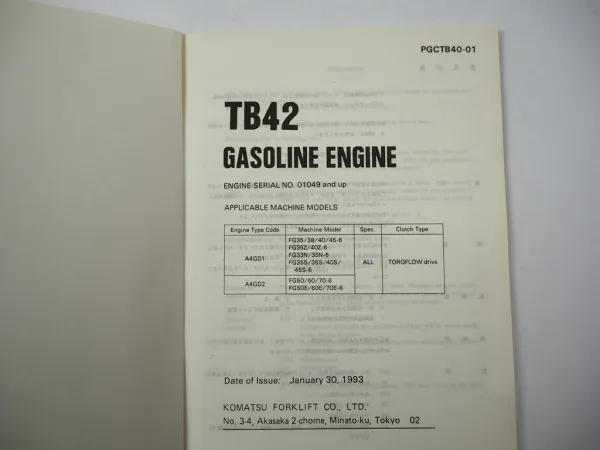 PGCTB40-01
TB42
GASOLINE ENGINE
ENGINE SERIAL NO. 01049 and up
APPLICABLE MACHINE MODELS
Engine Type Code Machine Model Spec. Clutch Type
A4GD1 FG35/38/40/45-6 ALL TORQFLOW drive
FG35Z/40Z-6
FG33N/35N-6
FG35S/35S/40S/
45S-6
A4GD2 FG50/60/70-6
FG50E/60E/70E-6
Date of Issue: January 30, 1993
KOMATSU FORKLIFT CO., LTD.
No. 3-4, Akasaka 2-chome, Minato-ku, Tokyo 02